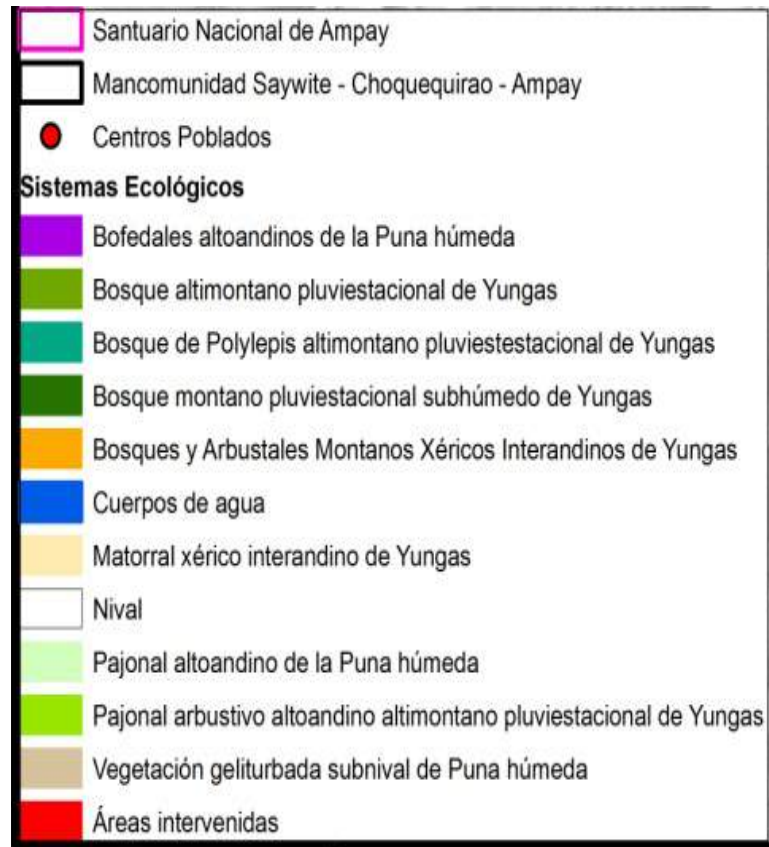 Santuario Nacional de Ampay
Mancomunidad Saywite - Choquequirao - Ampay
Centros Poblados
Sistemas Ecológicos
Bofedales altoandinos de la Puna húmeda
Bosque altimontano pluviestacional de Yungas
Bosque de Polylepis altimontano pluviestestacional de Yungas
Bosque montano pluviestacional subhúmedo de Yungas
Bosques y Arbustales Montanos Xéricos Interandinos de Yungas
Cuerpos de agua
Matorral xérico interandino de Yungas
Nival
Pajonal altoandino de la Puna húmeda
Pajonal arbustivo altoandino altimontano pluviestacional de Yungas
Vegetación geliturbada subnival de Puna húmeda
Áreas intervenidas